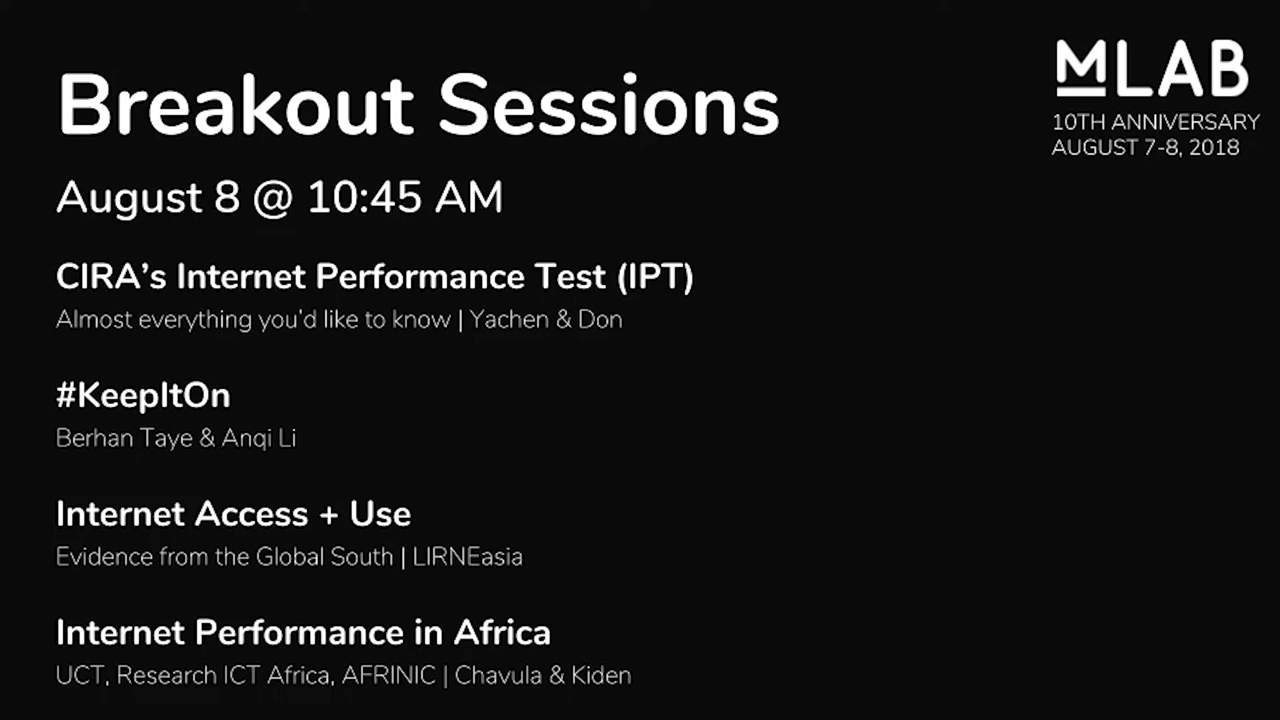 Breakout Sessions
August 8 @ 10:45 AM
CIRA’s Internet Performance Test (IPT)
Almost everything you’d like to know | Yachen & Don
#KeepItOn
Berhan Taye & Anqi Li
Internet Access + Use
Evidence from the Global South | LIRNEasia
Internet Performance in Africa
UCT, Research ICT Africa, AFRINIC | Chavula & Kiden
MLAB
10TH ANNIVERSARY
AUGUST 7-8, 2018